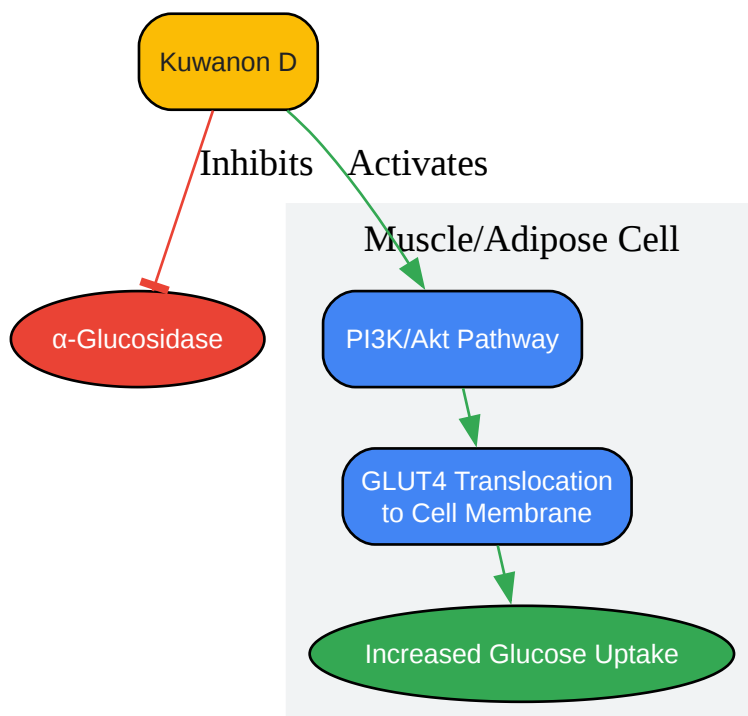 Kuwanon D
Inhibits
Activates
Muscle/Adipose Cell
α-Glucosidase
PI3K/Akt Pathway
GLUT4 Translocation
to Cell Membrane
Increased Glucose Uptake